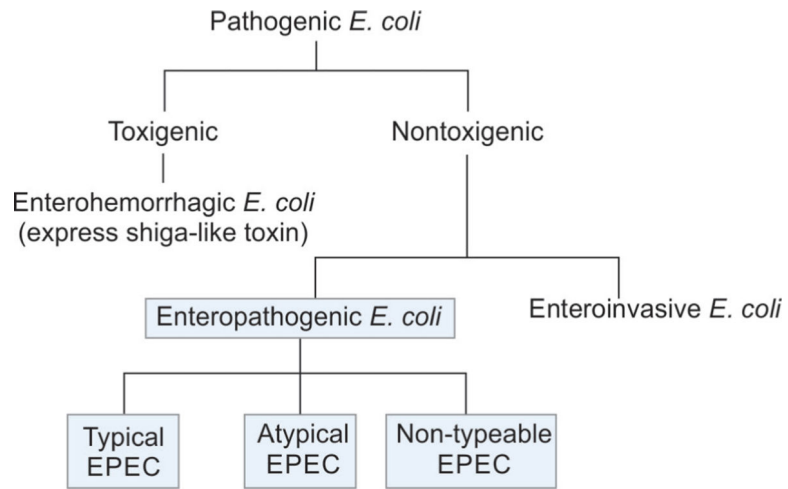 Pathogenic E. coli
Toxigenic
Nontoxigenic
Enterohemorrhagic E. coli
(express shiga-like toxin)
Enteropathogenic E. coli
Enteroinvasive E. coli
Typical
EPEC
Atypical
EPEC
Non-typeable
EPEC